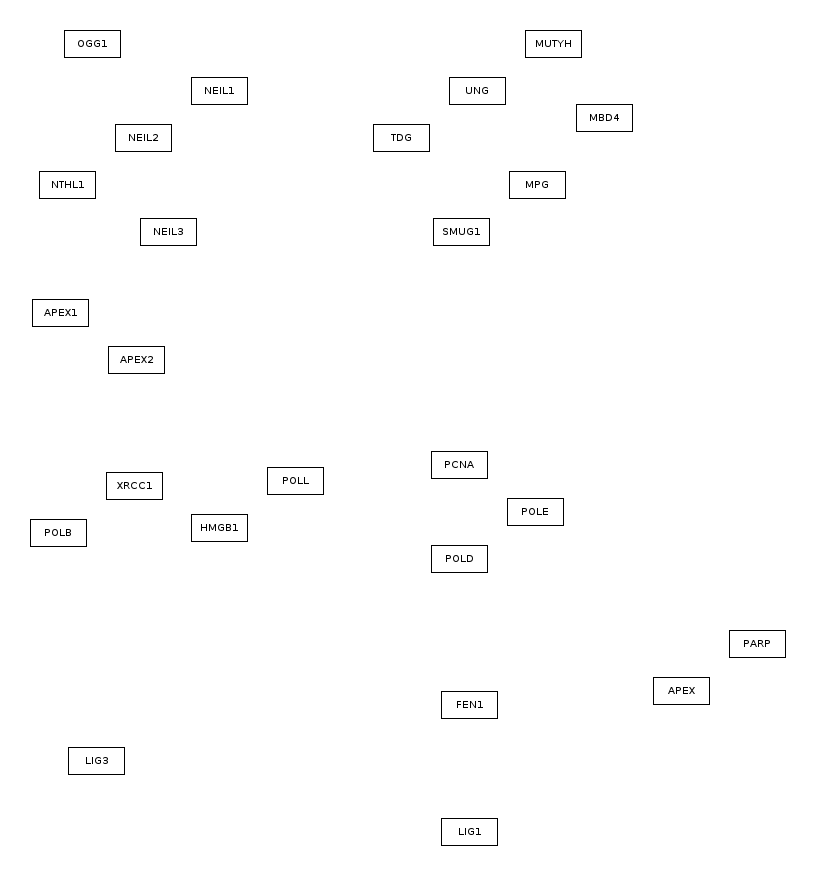 OGG1
MUTYH
NEIL1
UNG
MBD4
NEIL2
TDG
NTHL1
MPG
NEIL3
SMUG1
APEX1
APEX2
PCNA
POLL
XRCC1
POLE
HMGB1
POLB
POLD
PARP
APEX
FEN1
LIG3
LIG1